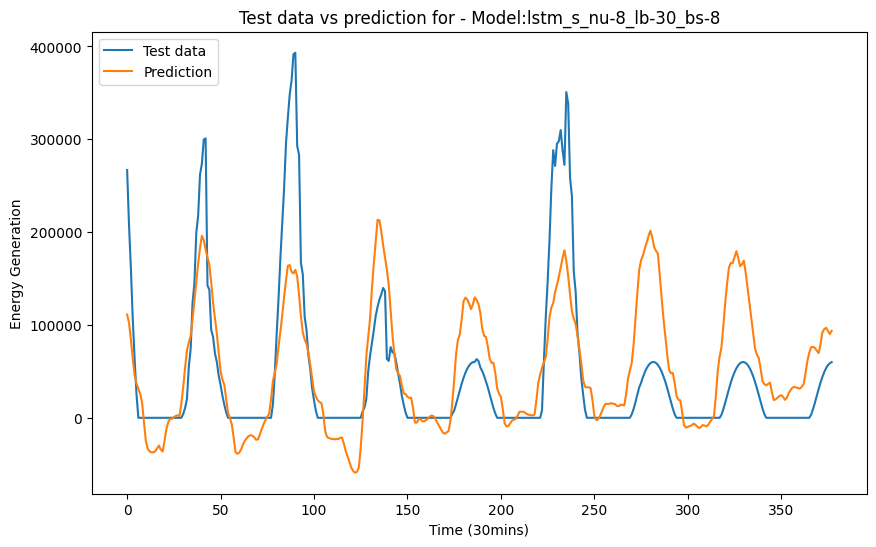 Test data vs prediction for - Model:lstm_s_nu-8_lb-30_bs-8
Test data
Prediction
400000
300000
200000
100000
0
Energy Generation
0 50 100 150 200 250 300 350
Time (30mins)